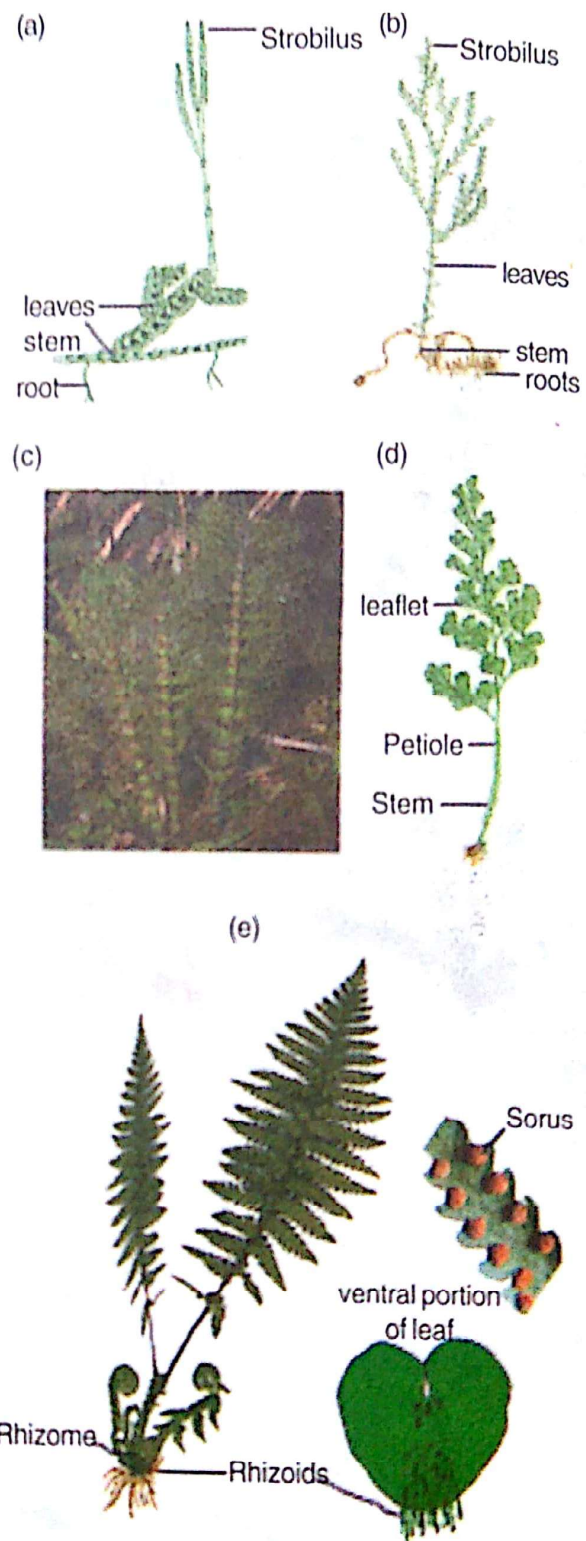 (a)
Strobilus
leaves
stem
root
(b)
Strobilus
leaves
stem
roots
(c)
(d)
leaflet
Petiole
Stem
(e)
Sorus
ventral portion
of leaf
Rhizome
Rhizoids